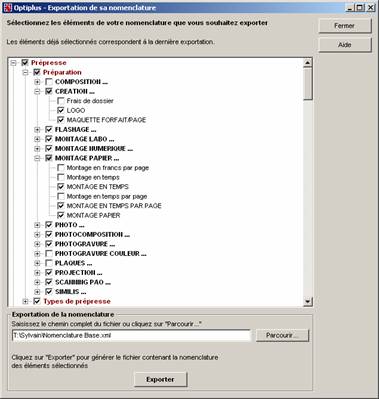 Optiplus - Exportation de sa nomenclature
Sélectionnez les éléments de votre nomenclature que vous souhaitez exporter
Fermer
Les éléments déjà sélectionnés correspondent à la dernière exportation.
Aide
Prépresse
Préparation
COMPOSITION ...
CREATION ...
Frais de dossier
LOGO
MAQUETTE FORFAIT/PAGE
FLASHAGE ...
MONTAGE LABO ...
MONTAGE NUMERIQUE ...
MONTAGE PAPIER ...
Montage en francs par page
Montage en temps
MONTAGE EN TEMPS
Montage en temps par page
MONTAGE EN TEMPS PAR PAGE
MONTAGE PAPIER
PHOTO ...
PHOTOCOMPOSITION ...
PHOTOGRAVURE ...
PHOTOGRAVURE COULEUR ...
PLAQUES ...
PROJECTION ...
SCANNING PAO ...
SIMILIS ...
Types de prépresse
Exportation de la nomenclature
Saisissez le chemin complet du fichier ou cliquez sur "Parcourir..."
T:\Sylvain\Nomenclature Base.xml
Parcourir...
Cliquez sur "Exporter" pour générer le fichier contenant la nomenclature
des éléments sélectionnés
Exporter